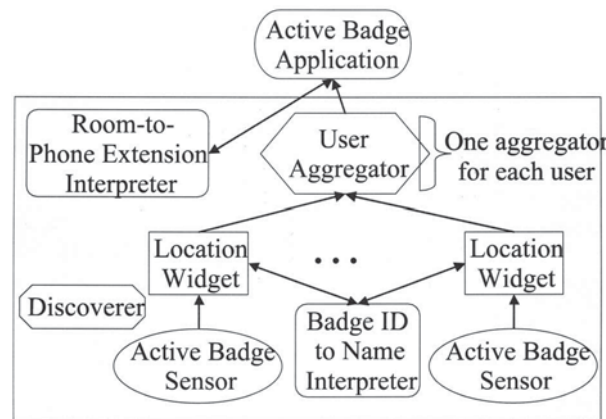 Active Badge
Application
Room-to-
Phone Extension
Interpreter
User
Aggregator
One aggregator
for each user
Location
Widget
• • •
Location
Widget
Discoverer
Active Badge
Sensor
Badge ID
to Name
Interpreter
Active Badge
Sensor